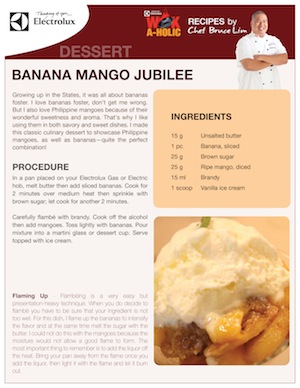 Thinking of you
Electrolux
Electrolux
WOK
A-HOLIC
RECIPES by
Chef Bruce Lim
DESSERT
BANANA MANGO JUBILEE
Growing up in the States, it was all about bananas
foster. I love bananas foster, don't get me wrong.
But I also love Philippine mangoes because of their
wonderful sweetness and aroma. That's why I like
using them in both savory and sweet dishes. I made
this classic culinary dessert to showcase Philippine
mangoes, as well as bananas – quite the perfect
combination!
PROCEDURE
In a pan placed on your Electrolux Gas or Electric
hob, melt butter then add sliced bananas. Cook for
2 minutes over medium heat then sprinkle with
brown sugar; let cook for another 2 minutes.
Carefully flambé with brandy. Cook off the alcohol
then add mangoes. Toss lightly with bananas. Pour
mixture into a martini glass or dessert cup. Serve
topped with ice cream.
Flaming Up - Flambéing is a very easy but
presentation-heavy technique. When you do decide to
flambé you have to be sure that your ingredient is not
too wet. For this dish, I flame up the bananas to intensify
the flavor and at the same time melt the sugar with the
butter. I could not do this with the mangoes because the
moisture would not allow a good flame to form. The
most important thing to remember is to add the liquor off
the heat. Bring your pan away from the flame once you
add the liquor, then light it with the flame and let it burn
out.
INGREDIENTS
15 g Unsalted butter
1 pc Banana, sliced
25 g Brown sugar
25 g Ripe mango, diced
15 ml Brandy
1 scoop Vanilla ice cream